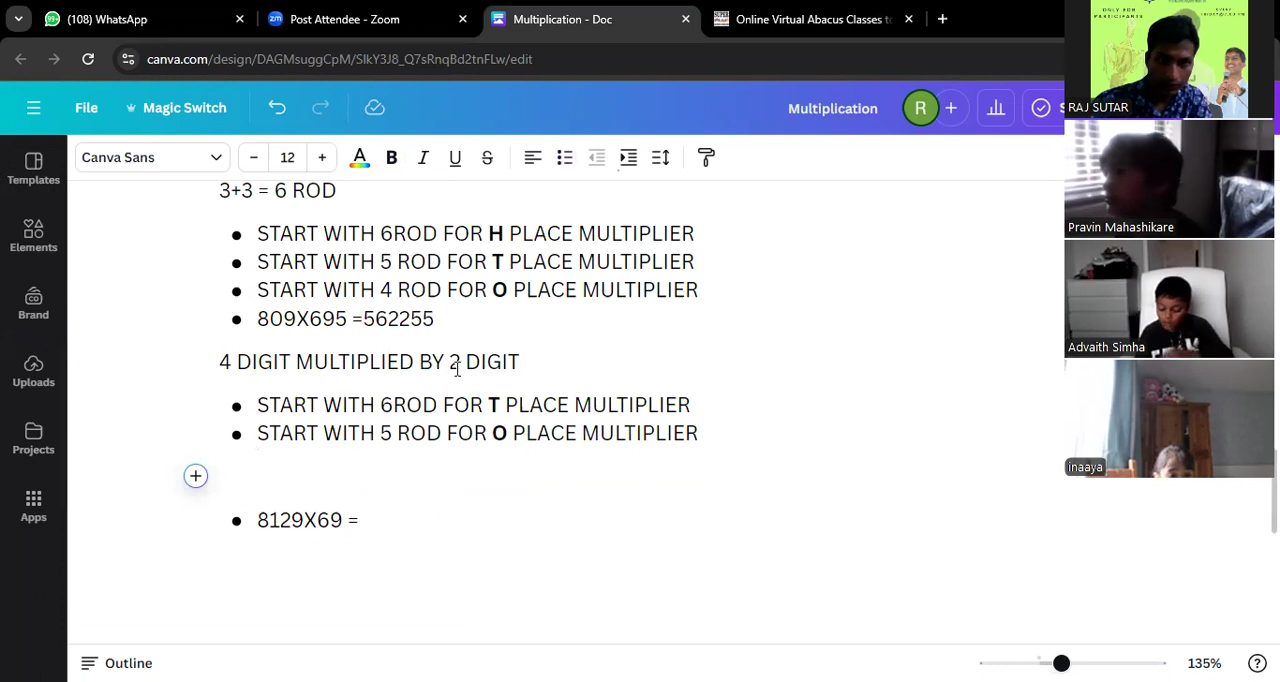 (108) WhatsApp
Post Attendee - Zoom
Multiplication - Doc
Online Virtual Abacus Classes to
canva.com/design/DAGMsuggCpM/SlkY3J8_Q7sRnqBd2tnFLw/edit
File
Magic Switch
Multiplication
R
Canva Sans
12
Templates
Elements
Brand
Uploads
Projects
Apps
3+3 = 6 ROD
START WITH 6ROD FOR H PLACE MULTIPLIER
START WITH 5 ROD FOR T PLACE MULTIPLIER
START WITH 4 ROD FOR O PLACE MULTIPLIER
809X695 =562255
4 DIGIT MULTIPLIED BY 2 DIGIT
START WITH 6ROD FOR T PLACE MULTIPLIER
START WITH 5 ROD FOR O PLACE MULTIPLIER
8129X69 =
Outline
135%
ONLY FOR
PARTICIPANTS
RAJ SUTAR
Pravin Mahashikare
Advaith Simha
inaaya